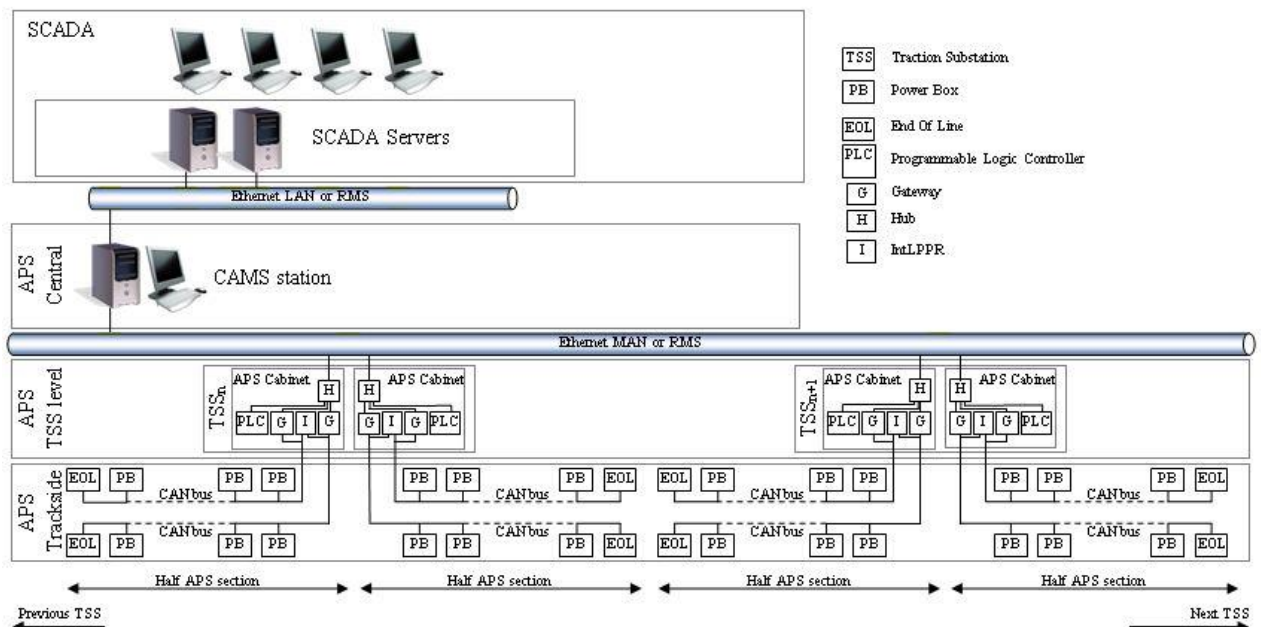 SCADA
SCADA Servers
Ethernet LAN or RMS
TSS Traction Substation
PB Power Box
EOL End Of Line
PLC Programmable Logic Controller
G Gateway
H Hub
I IntLPPR
APS
Central
CAMS station
Ethernet MAN or RMS
APS
TSS level
TSSn
APS Cabinet
H
PLC G I G
APS Cabinet
H
G I G PLC
TSSn+1
APS Cabinet
H
PLC G I G
APS Cabinet
H
G I G PLC
APS
Trackside
EOL PB PB PB PB PB PB EOL EOL PB PB PB PB PB PB EOL
CANbus CANbus CANbus CANbus
CANbus CANbus CANbus CANbus
EOL PB PB PB PB PB PB EOL EOL PB PB PB PB PB PB EOL
Half APS section Half APS section Half APS section Half APS section
Previous TSS Next TSS